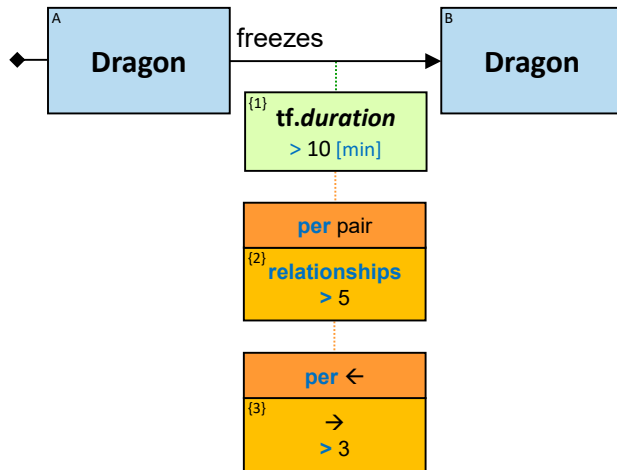 A
Dragon
freezes
B
Dragon
{1}
tf.duration
> 10 [min]
per pair
{2}
relationships
> 5
per ←
{3}
→
> 3